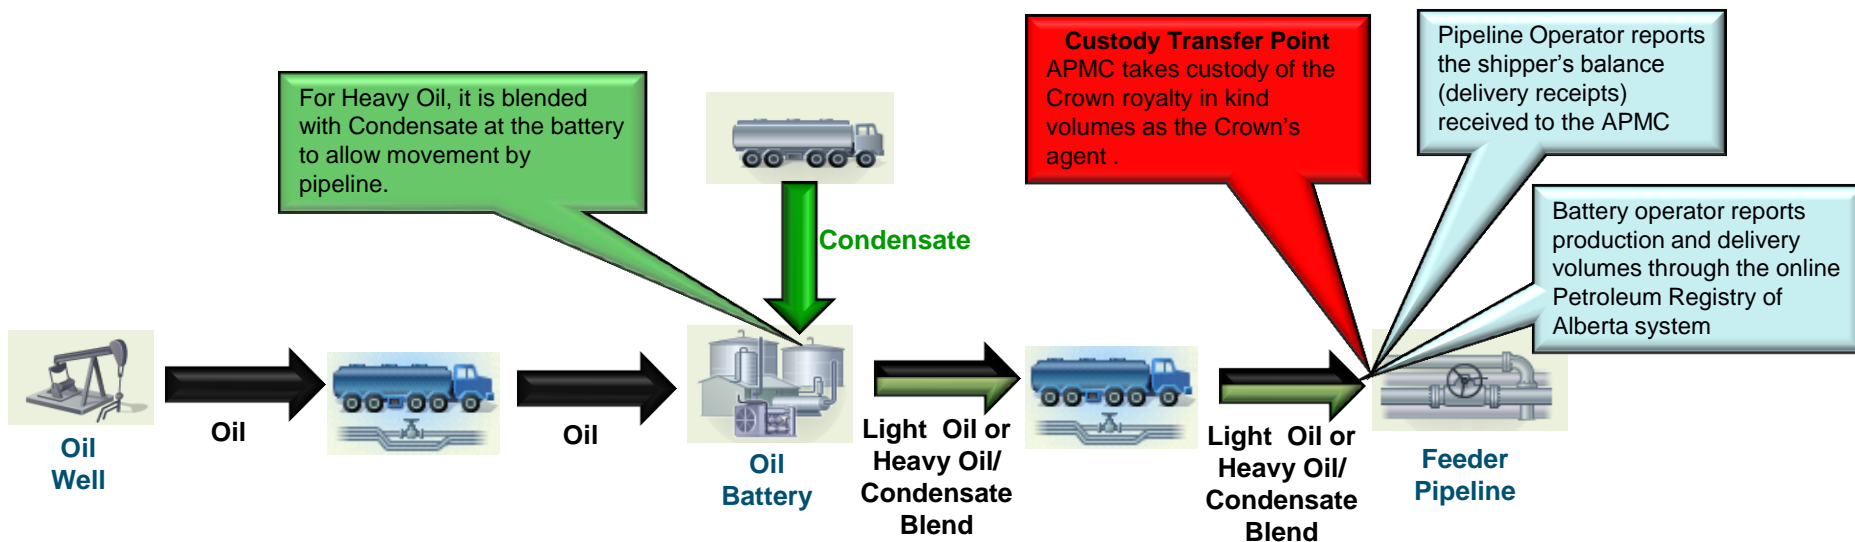 For Heavy Oil, it is blended
with Condensate at the battery
to allow movement by
pipeline.
Custody Transfer Point
APMC takes custody of the
Crown royalty in kind
volumes as the Crown’s
agent .
Pipeline Operator reports
the shipper’s balance
(delivery receipts)
received to the APMC
Battery operator reports
production and delivery
volumes through the online
Petroleum Registry of
Alberta system
Condensate
Oil
Well
Oil
Oil
Oil
Battery
Light Oil or
Heavy Oil/
Condensate
Blend
Light Oil or
Heavy Oil/
Condensate
Blend
Feeder
Pipeline